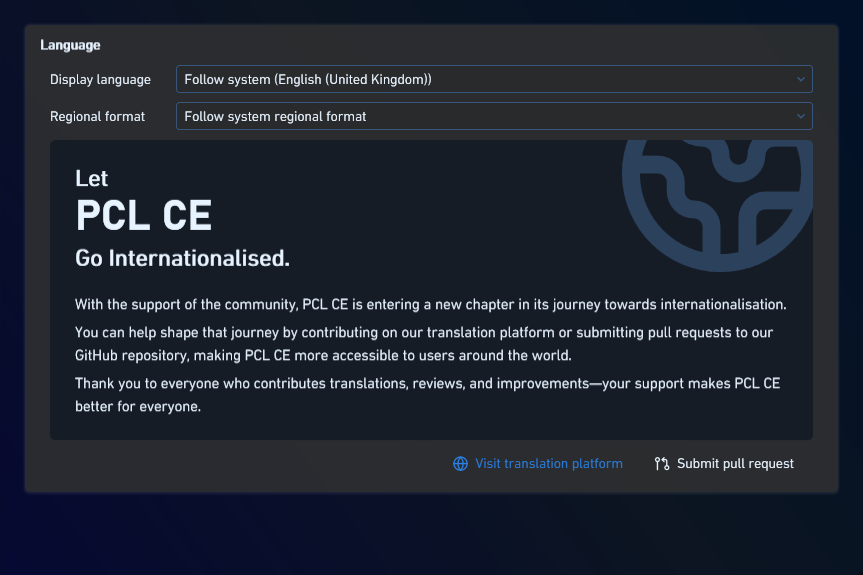 Language
Display language
Follow system (English (United Kingdom))
Regional format
Follow system regional format
Let
PCL CE
Go Internationalised.
With the support of the community, PCL CE is entering a new chapter in its journey towards internationalisation.
You can help shape that journey by contributing on our translation platform or submitting pull requests to our
GitHub repository, making PCL CE more accessible to users around the world.
Thank you to everyone who contributes translations, reviews, and improvements—your support makes PCL CE
better for everyone.
Visit translation platform
Submit pull request